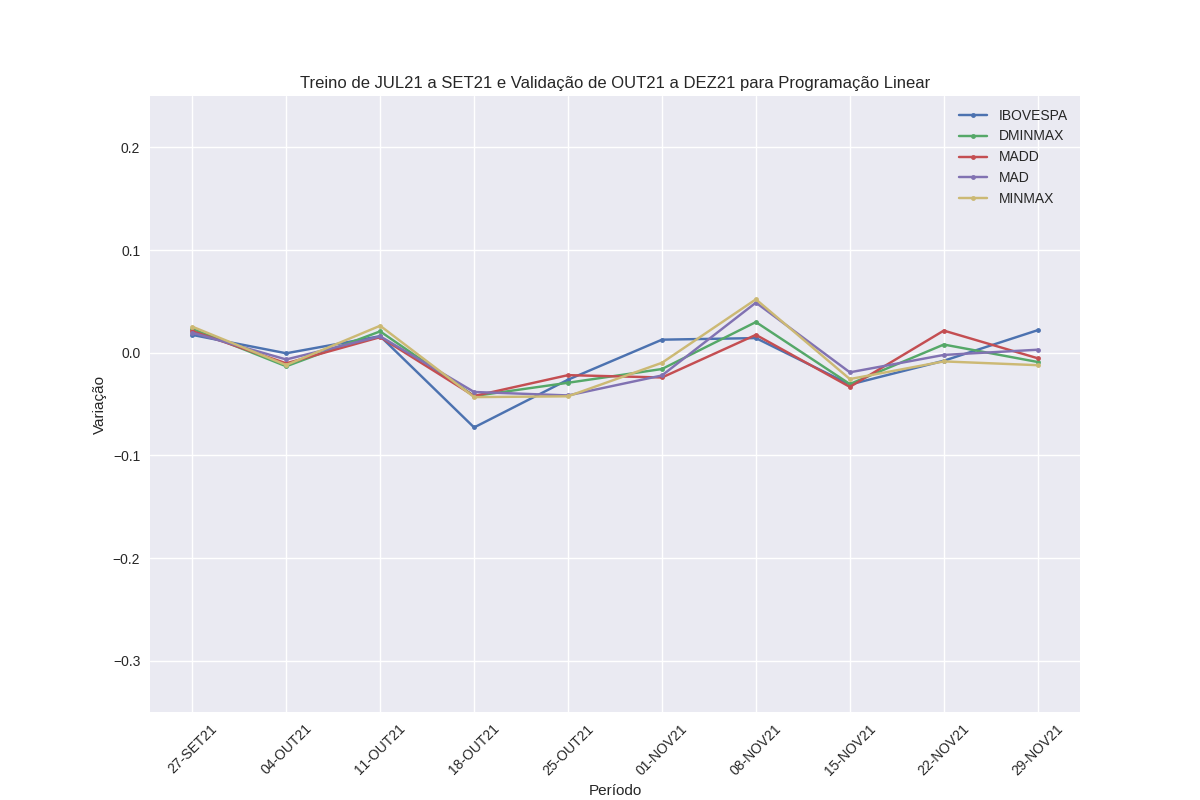 Treino de JUL21 a SET21 e Validação de OUT21 a DEZ21 para Programação Linear
IBOVESPA
DMINMAX
MADD
MAD
MINMAX
0.2
0.1
0.0
−0.1
−0.2
−0.3
Variação
27-SET21
04-OUT21
11-OUT21
18-OUT21
25-OUT21
01-NOV21
08-NOV21
15-NOV21
22-NOV21
29-NOV21
Período